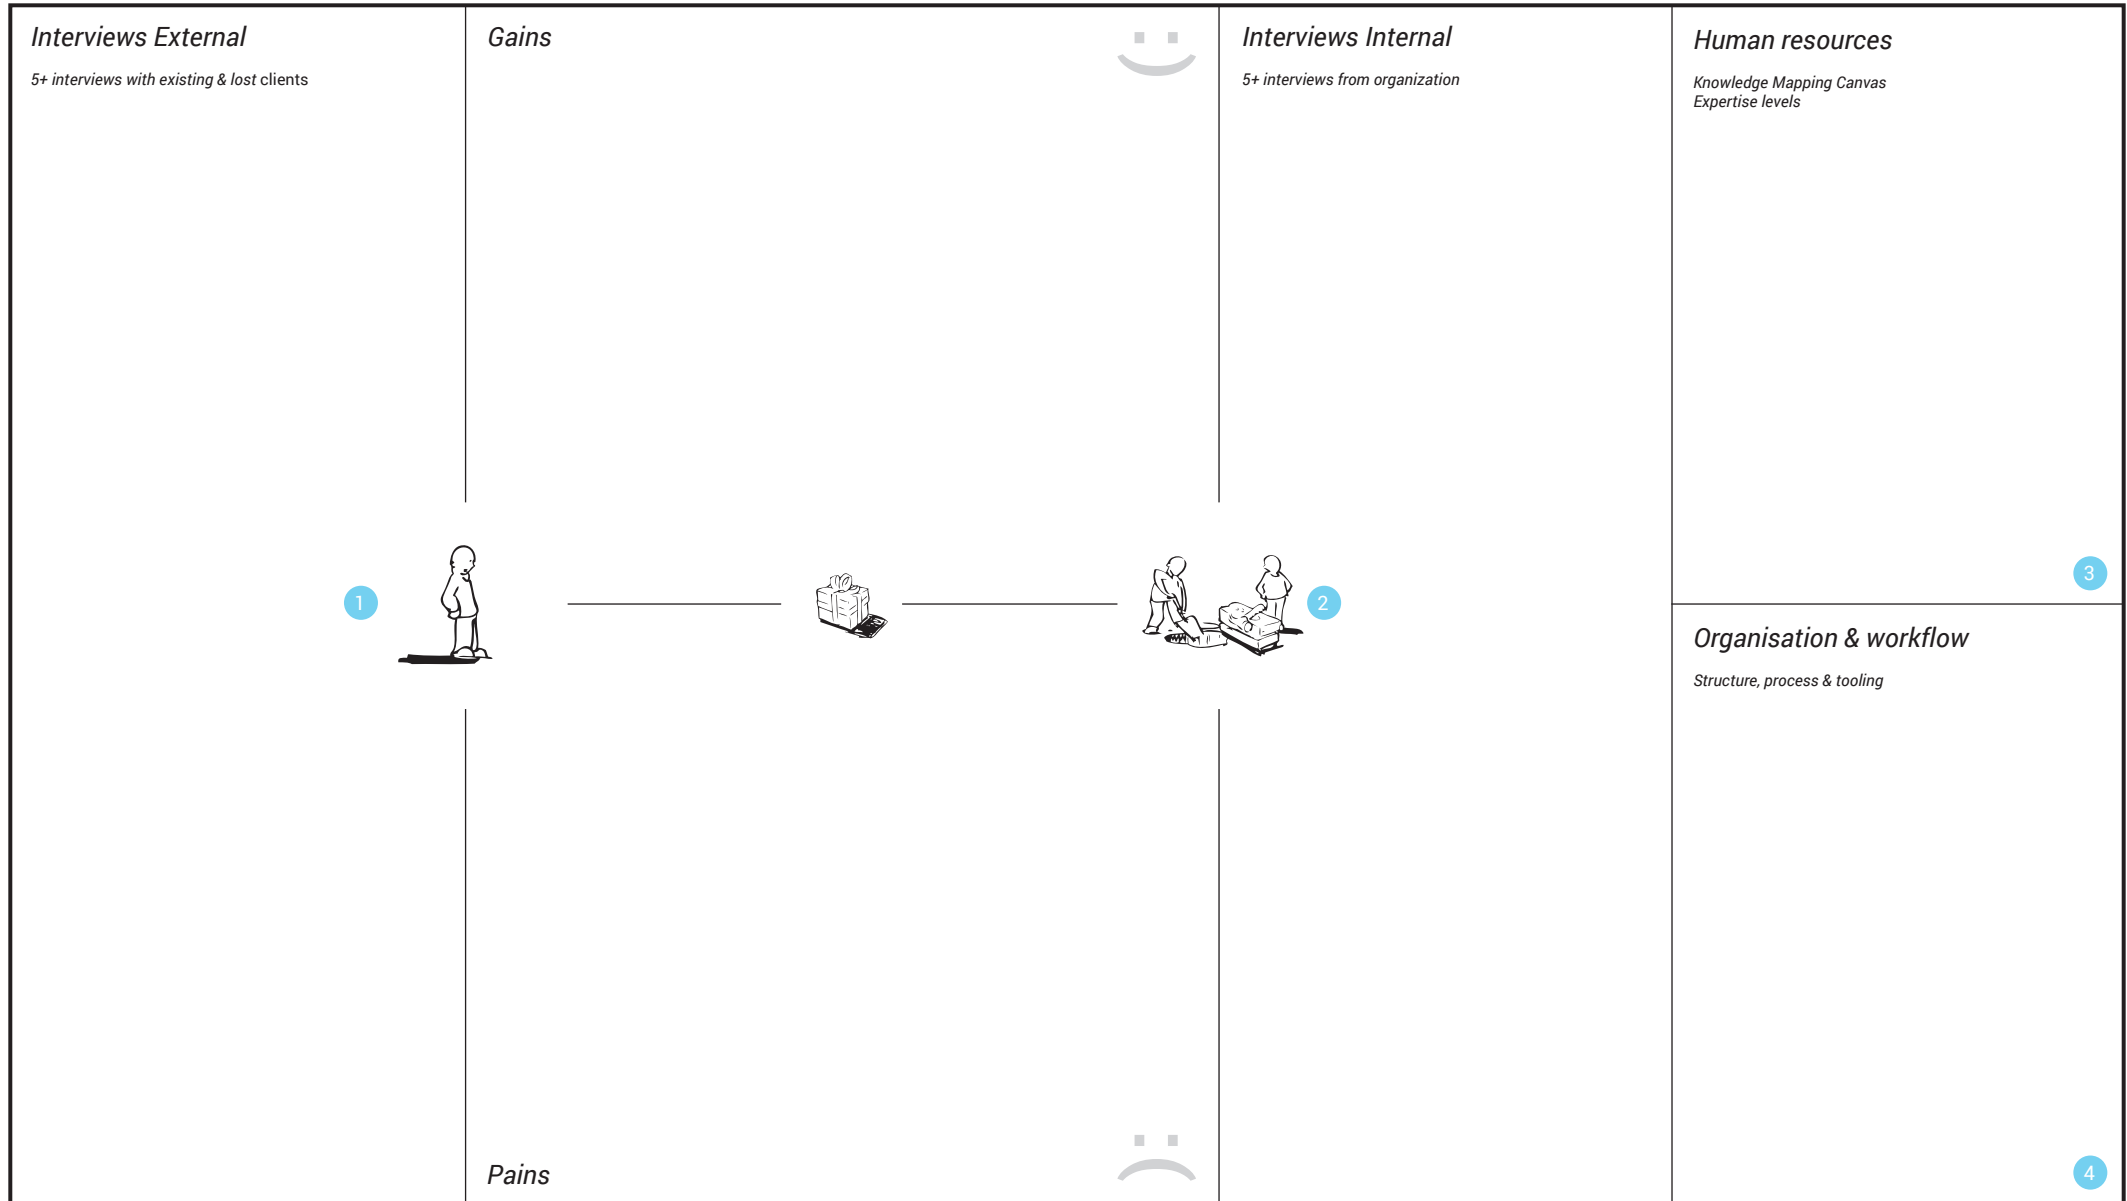 Interviews External
5+ interviews with existing & lost clients
Gains
Interviews Internal
5+ interviews from organization
Human resources
Knowledge Mapping Canvas
Expertise levels
1
2
3
Organisation & workflow
Structure, process & tooling
Pains
4